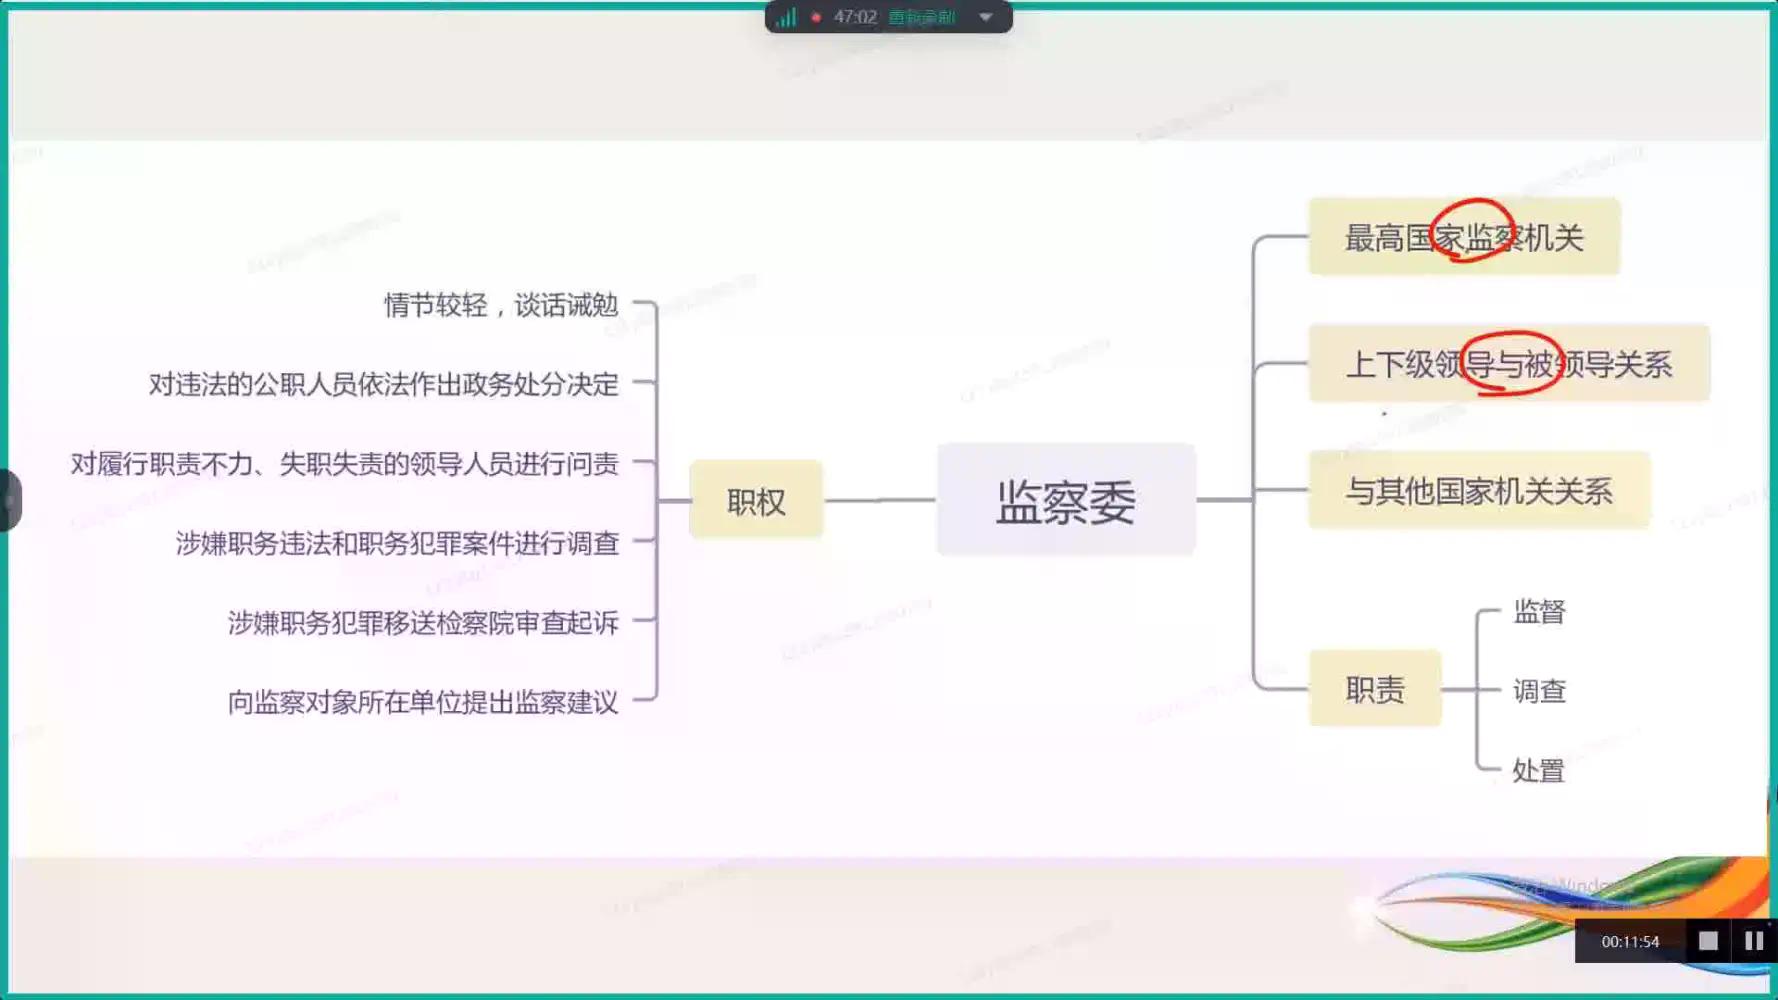 47:02
最高国家监察机关
上下级领导与被领导关系
与其他国家机关关系
职责
监督
调查
处置
监察委
职权
情节较轻，谈话诫勉
对违法的公职人员依法作出政务处分决定
对履行职责不力、失职失责的领导人员进行问责
涉嫌职务违法和职务犯罪案件进行调查
涉嫌职务犯罪移送检察院审查起诉
向监察对象所在单位提出监察建议
00:11:54